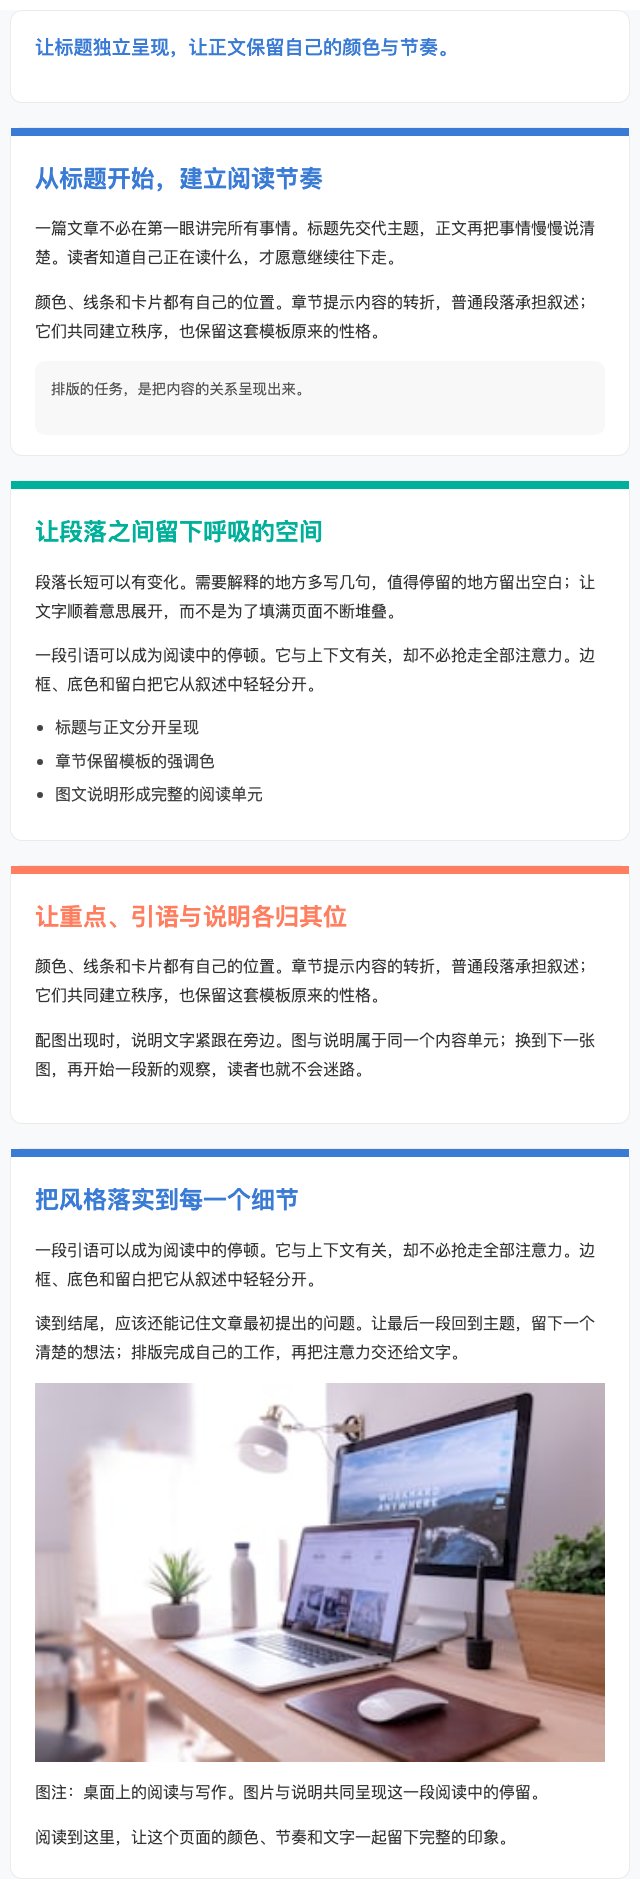 让标题独立呈现，让正文保留自己的颜色与节奏。
从标题开始，建立阅读节奏
一篇文章不必在第一眼讲完所有事情。标题先交代主题，正文再把事情慢慢说清
楚。读者知道自己正在读什么，才愿意继续往下走。
颜色、线条和卡片都有自己的位置。章节提示内容的转折，普通段落承担叙述；
它们共同建立秩序，也保留这套模板原来的性格。
排版的任务，是把内容的关系呈现出来。
让段落之间留下呼吸的空间
段落长短可以有变化。需要解释的地方多写几句，值得停留的地方留出空白；让
文字顺着意思展开，而不是为了填满页面不断堆叠。
一段引语可以成为阅读中的停顿。它与上下文有关，却不必抢走全部注意力。边
框、底色和留白把它从叙述中轻轻分开。
• 标题与正文分开呈现
• 章节保留模板的强调色
• 图文说明形成完整的阅读单元
让重点、引语与说明各归其位
颜色、线条和卡片都有自己的位置。章节提示内容的转折，普通段落承担叙述；
它们共同建立秩序，也保留这套模板原来的性格。
配图出现时，说明文字紧跟在旁边。图与说明属于同一个内容单元；换到下一张
图，再开始一段新的观察，读者也就不会迷路。
把风格落实到每一个细节
一段引语可以成为阅读中的停顿。它与上下文有关，却不必抢走全部注意力。边
框、底色和留白把它从叙述中轻轻分开。
读到结尾，应该还能记住文章最初提出的问题。让最后一段回到主题，留下一个
清楚的想法；排版完成自己的工作，再把注意力交还给文字。
WORKHARD
ANYWHERE
图注：桌面上的阅读与写作。图片与说明共同呈现这一段阅读中的停留。
阅读到这里，让这个页面的颜色、节奏和文字一起留下完整的印象。